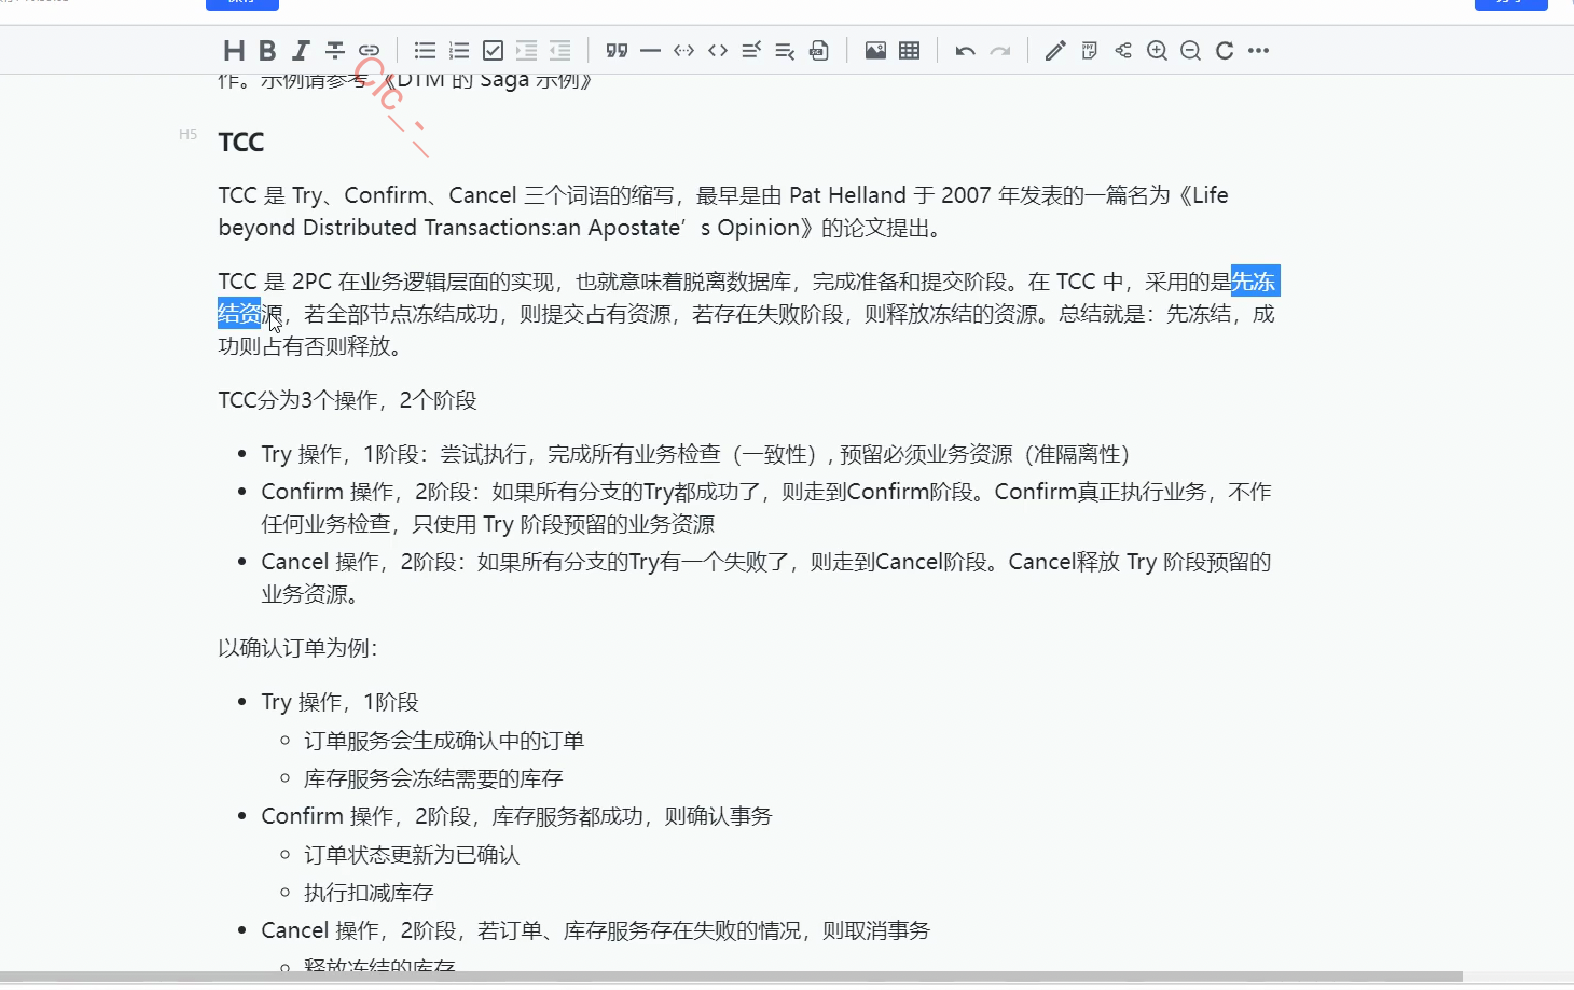 作。示例请参考 《DTM 的 Saga 示例》
H5 TCC
TCC 是 Try、Confirm、Cancel 三个词语的缩写，最早是由 Pat Helland 于 2007 年发表的一篇名为《Life
beyond Distributed Transactions:an Apostate’s Opinion》的论文提出。
TCC 是 2PC 在业务逻辑层面的实现，也就意味着脱离数据库，完成准备和提交阶段。在 TCC 中，采用的是先冻
结资源，若全部节点冻结成功，则提交占有资源，若存在失败阶段，则释放冻结的资源。总结就是：先冻结，成
功则占有否则释放。
TCC分为3个操作，2个阶段
Try 操作，1阶段：尝试执行，完成所有业务检查（一致性）, 预留必须业务资源（准隔离性）
Confirm 操作，2阶段：如果所有分支的Try都成功了，则走到Confirm阶段。Confirm真正执行业务，不作
任何业务检查，只使用 Try 阶段预留的业务资源
Cancel 操作，2阶段：如果所有分支的Try有一个失败了，则走到Cancel阶段。Cancel释放 Try 阶段预留的
业务资源。
以确认订单为例：
Try 操作，1阶段
订单服务会生成确认中的订单
库存服务会冻结需要的库存
Confirm 操作，2阶段，库存服务都成功，则确认事务
订单状态更新为已确认
执行扣减库存
Cancel 操作，2阶段，若订单、库存服务存在失败的情况，则取消事务
释放冻结的库存